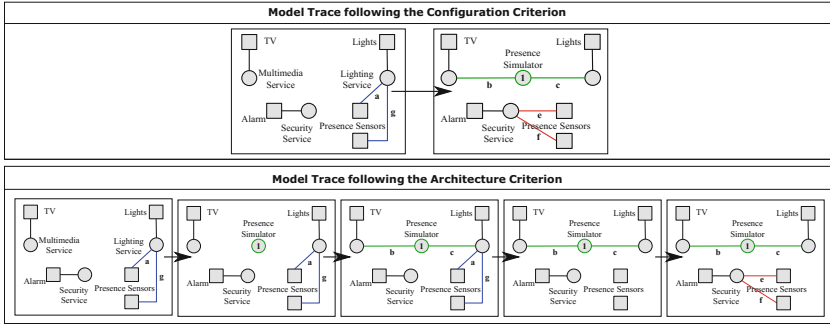 Model Trace following the Configuration Criterion
TV
Lights
Multimedia
Service
Lighting
Service
a
g
Alarm
Security
Service
Presence Sensors
TV
Lights
Presence
Simulator
1
b
c
Alarm
Security
Service
e
f
Presence Sensors
Model Trace following the Architecture Criterion
TV
Lights
Multimedia
Service
Lighting
Service
a
g
Alarm
Security
Service
Presence Sensors
TV
Lights
Presence
Simulator
1
a
g
Alarm
Security
Service
Presence Sensors
TV
Lights
Presence
Simulator
1
b
c
a
g
Alarm
Security
Service
Presence Sensors
TV
Lights
Presence
Simulator
1
b
c
Alarm
Security
Service
Presence Sensors
TV
Lights
Presence
Simulator
1
b
c
Alarm
Security
Service
e
f
Presence Sensors